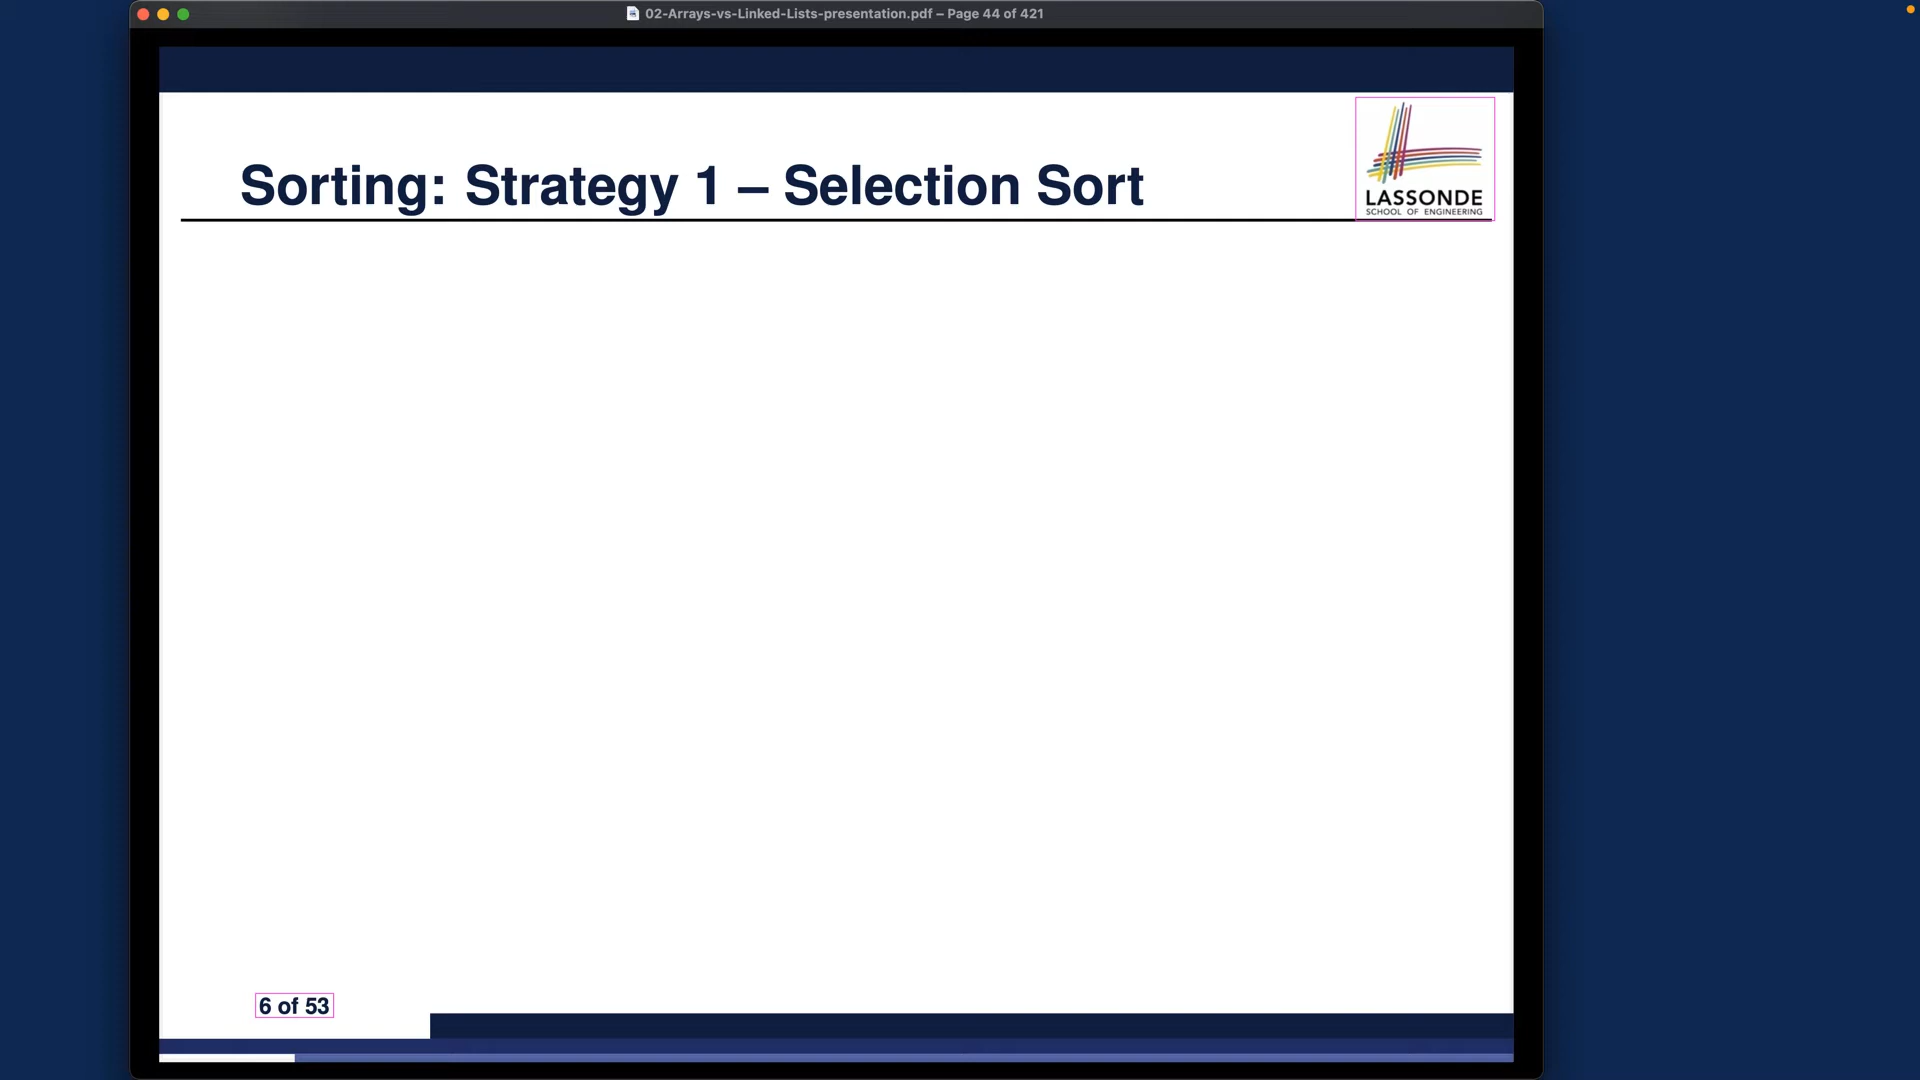 02-Arrays-vs-Linked-Lists-presentation.pdf – Page 44 of 421
Sorting: Strategy 1 – Selection Sort
LASSONDE
SCHOOL OF ENGINEERING
6 of 53